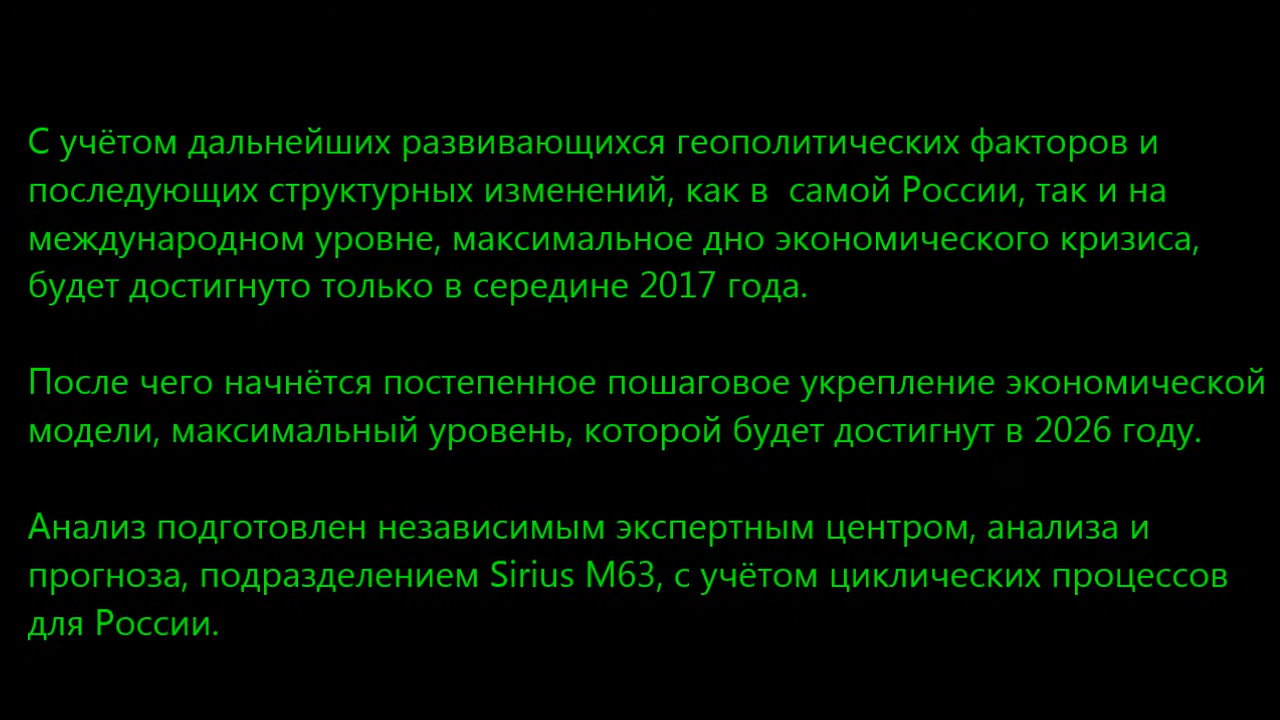 С учётом дальнейших развивающихся геополитических факторов и
последующих структурных изменений, как в  самой России, так и на
международном уровне, максимальное дно экономического кризиса,
будет достигнуто только в середине 2017 года.
После чего начнётся постепенное пошаговое укрепление экономической
модели, максимальный уровень, которой будет достигнут в 2026 году.
Анализ подготовлен независимым экспертным центром, анализа и
прогноза, подразделением Sirius M63, с учётом циклических процессов
для России.